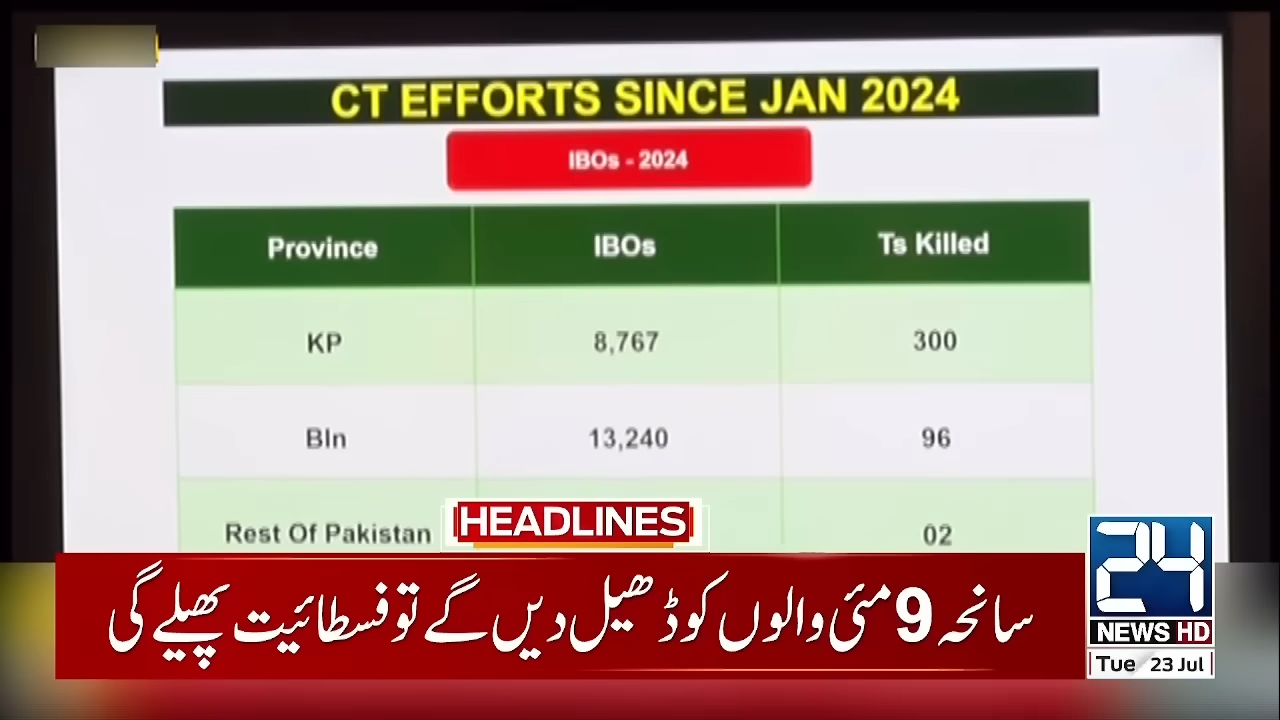 CT EFFORTS SINCE JAN 2024
IBOs - 2024
Province IBOs Ts Killed
KP 8,767 300
Bln 13,240 96
Rest Of Pakistan 02
HEADLINES
سانحہ 9 مئی والوں کو ڈھیل دیں گے تو فسطائیت پھیلے گی
24
NEWS HD
Tue 23 Jul